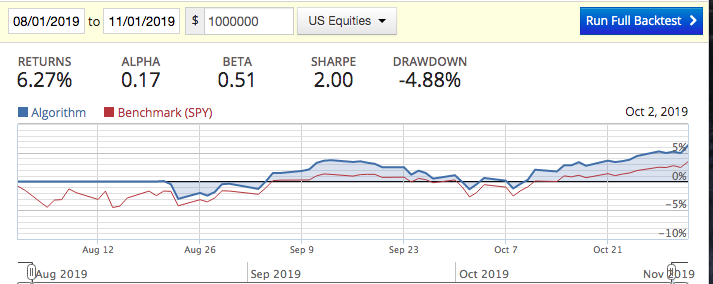 08/01/2019 to 11/01/2019 $ 1000000 US Equities Run Full Backtest
RETURNS ALPHA BETA SHARPE DRAWDOWN
6.27% 0.17 0.51 2.00 -4.88%
Algorithm Benchmark (SPY) Oct 2, 2019
5%
0%
−5%
−10%
Aug 12 Aug 26 Sep 9 Sep 23 Oct 7 Oct 21
Aug 2019 Sep 2019 Oct 2019 Nov 2019